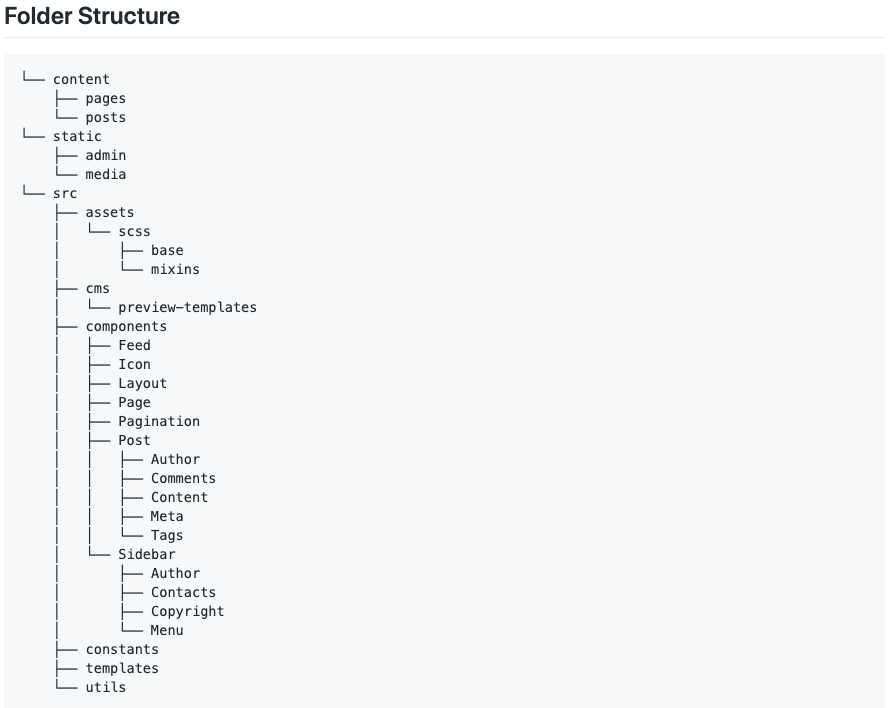 Folder Structure
└── content
    ├── pages
    └── posts
└── static
    ├── admin
    └── media
└── src
    ├── assets
    │   └── scss
    │       ├── base
    │       └── mixins
    ├── cms
    │   └── preview-templates
    ├── components
    │   ├── Feed
    │   ├── Icon
    │   ├── Layout
    │   ├── Page
    │   ├── Pagination
    │   ├── Post
    │   │   ├── Author
    │   │   ├── Comments
    │   │   ├── Content
    │   │   ├── Meta
    │   │   └── Tags
    │   └── Sidebar
    │       ├── Author
    │       ├── Contacts
    │       ├── Copyright
    │       └── Menu
    ├── constants
    ├── templates
    └── utils